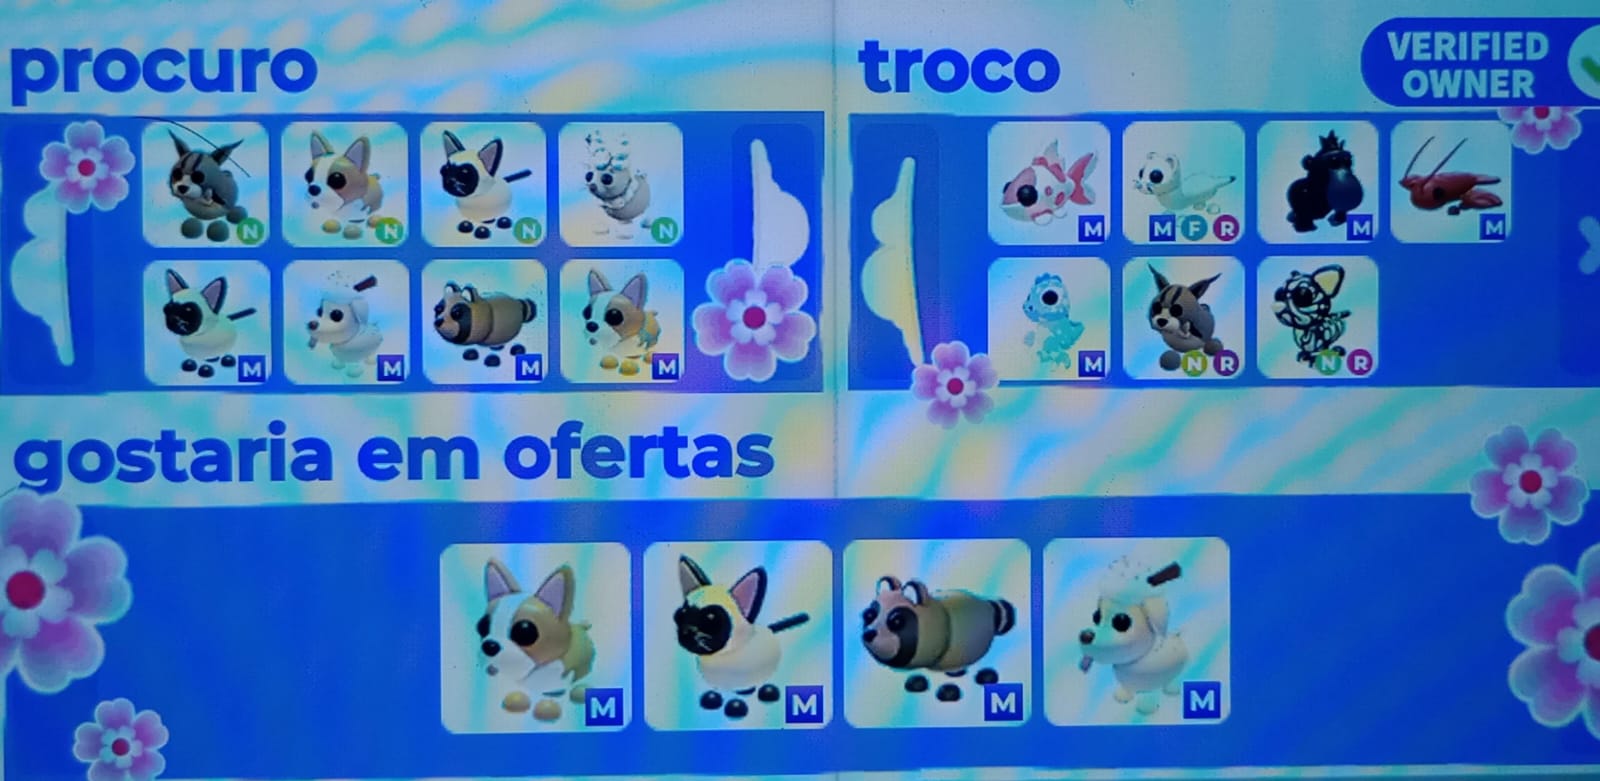 procuro
troco
VERIFIED
OWNER
N N N N
M M F R M M
M M M M
M N R N R
gostaria em ofertas
M M M M